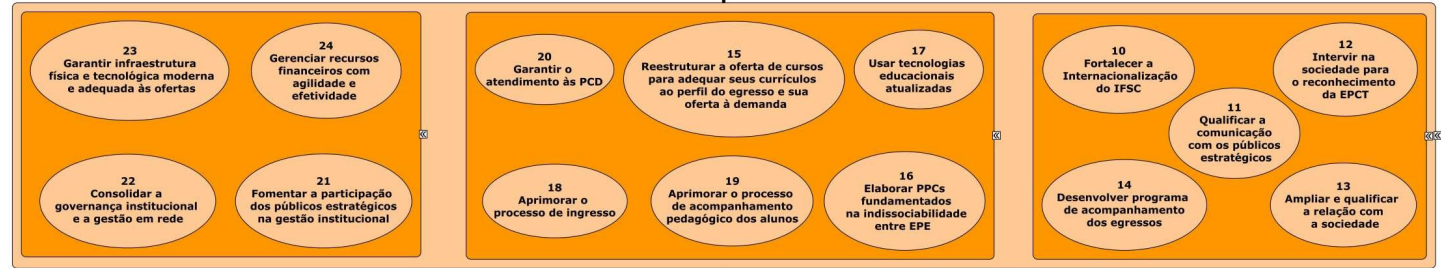 23
Garantir infraestrutura
física e tecnológica moderna
e adequada às ofertas
24
Gerenciar recursos
financeiros com
agilidade e
efetividade
22
Consolidar a
governança institucional
e a gestão em rede
21
Fomentar a participação
dos públicos estratégicos
na gestão institucional
20
Garantir o
atendimento às PCD
15
Reestruturar a oferta de cursos
para adequar seus currículos
ao perfil do egresso e sua
oferta à demanda
17
Usar tecnologias
educacionais
atualizadas
18
Aprimorar o
processo de ingresso
19
Aprimorar o processo
de acompanhamento
pedagógico dos alunos
16
Elaborar PPCs
fundamentados
na indissociabilidade
entre EPE
10
Fortalecer a
Internacionalização
do IFSC
12
Intervir na
sociedade para
o reconhecimento
da EPCT
11
Qualificar a
comunicação
com os públicos
estratégicos
14
Desenvolver programa
de acompanhamento
dos egressos
13
Ampliar e qualificar
a relação com
a sociedade